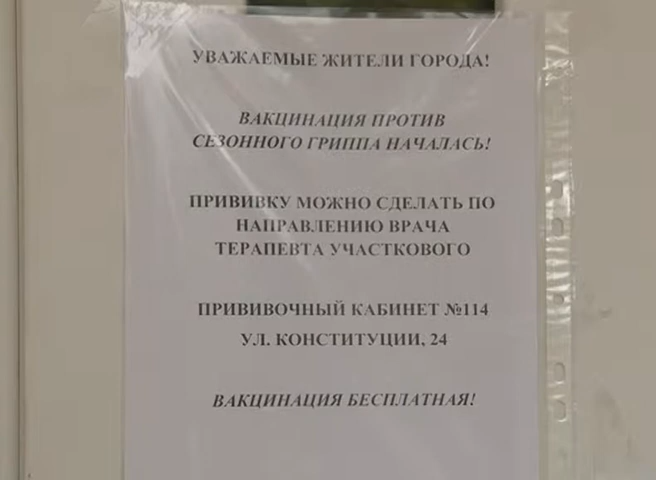 УВАЖАЕМЫЕ ЖИТЕЛИ ГОРОДА!
ВАКЦИНАЦИЯ ПРОТИВ
СЕЗОННОГО ГРИППА НАЧАЛАСЬ!
ПРИВИВКУ МОЖНО СДЕЛАТЬ ПО
НАПРАВЛЕНИЮ ВРАЧА
ТЕРАПЕВТА УЧАСТКОВОГО
ПРИВИВОЧНЫЙ КАБИНЕТ №114
УЛ. КОНСТИТУЦИИ, 24
ВАКЦИНАЦИЯ БЕСПЛАТНАЯ!